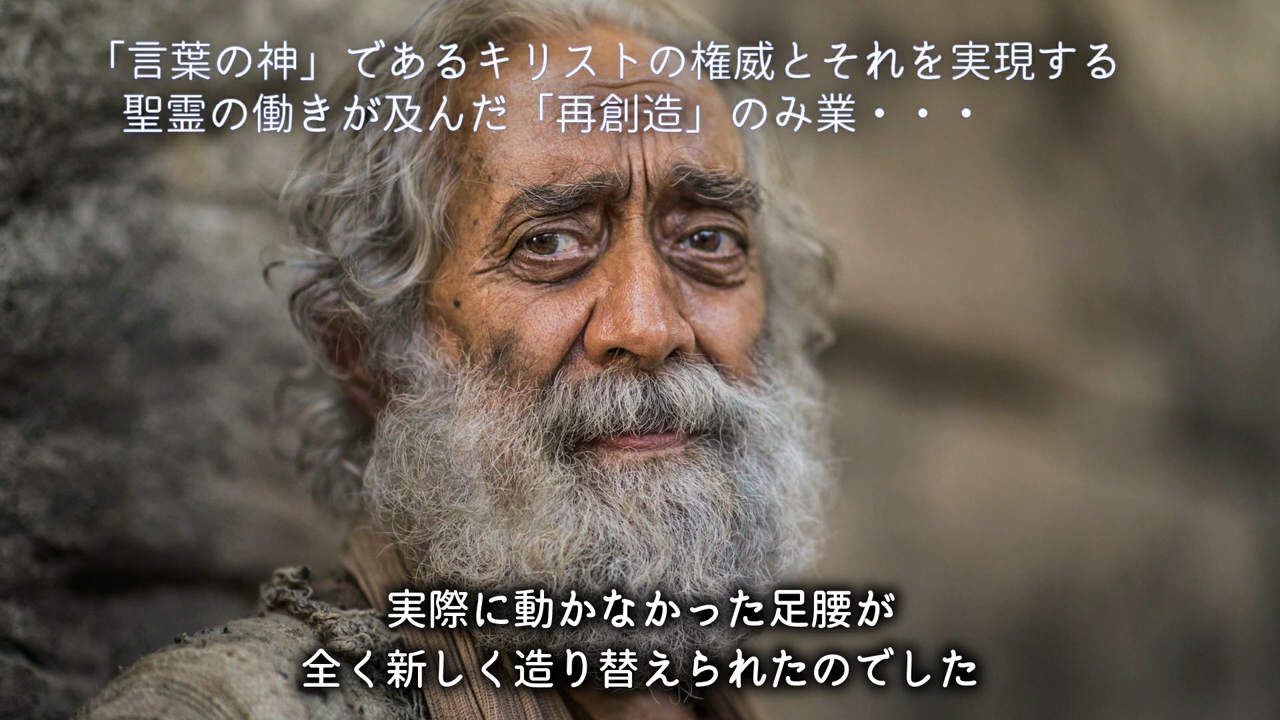 「言葉の神」であるキリストの権威とそれを実現する
聖霊の働きが及んだ「再創造」のみ業・・・
実際に動かなかった足腰が
全く新しく造り替えられたのでした